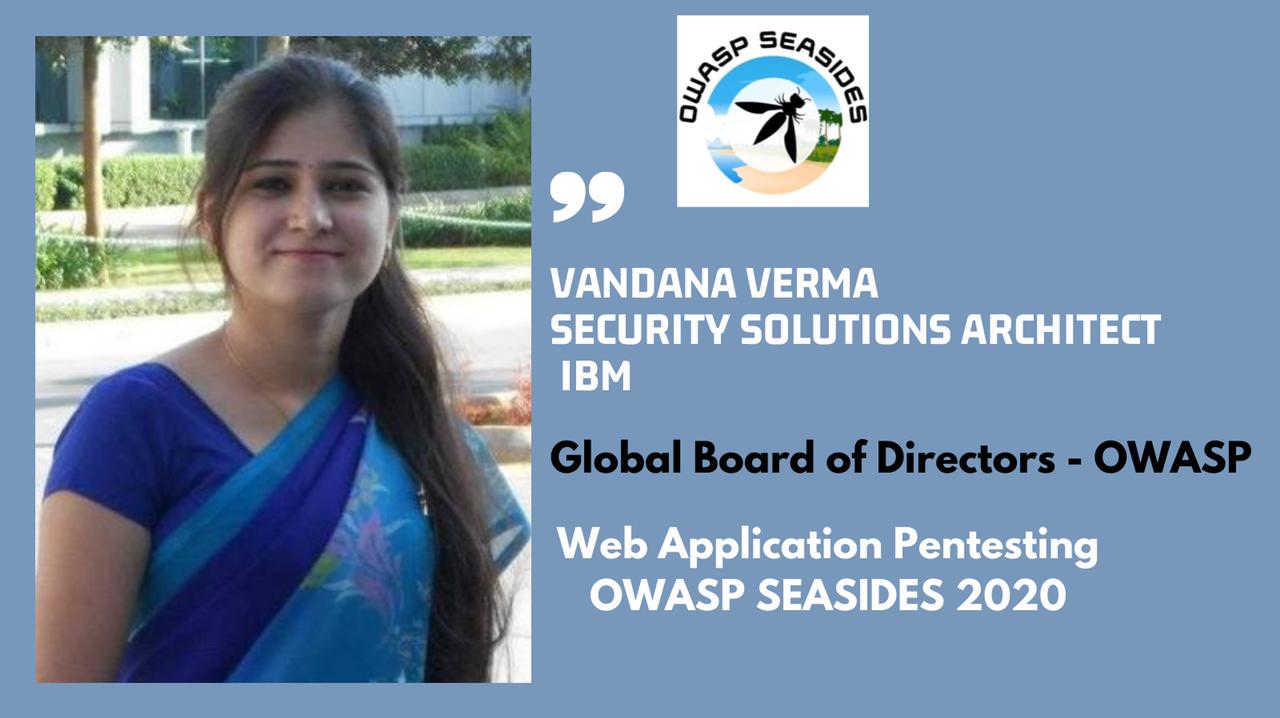 OWASP SEASIDES
”
VANDANA VERMA
SECURITY SOLUTIONS ARCHITECT
IBM
Global Board of Directors - OWASP
Web Application Pentesting
OWASP SEASIDES 2020